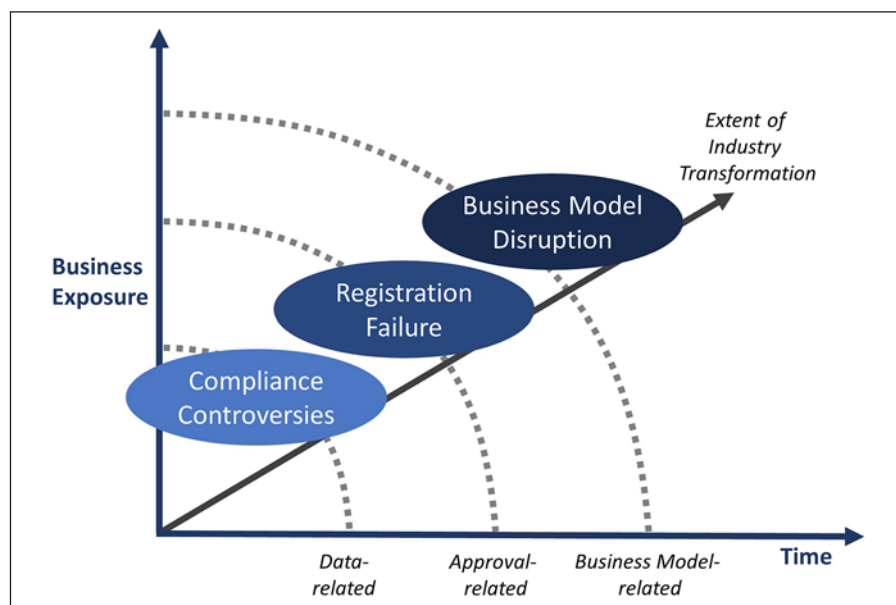 Extent of
Industry
Transformation
Business Model
Disruption
Business
Exposure
Registration
Failure
Compliance
Controversies
Time
Data-
related
Approval-
related
Business Model-
related